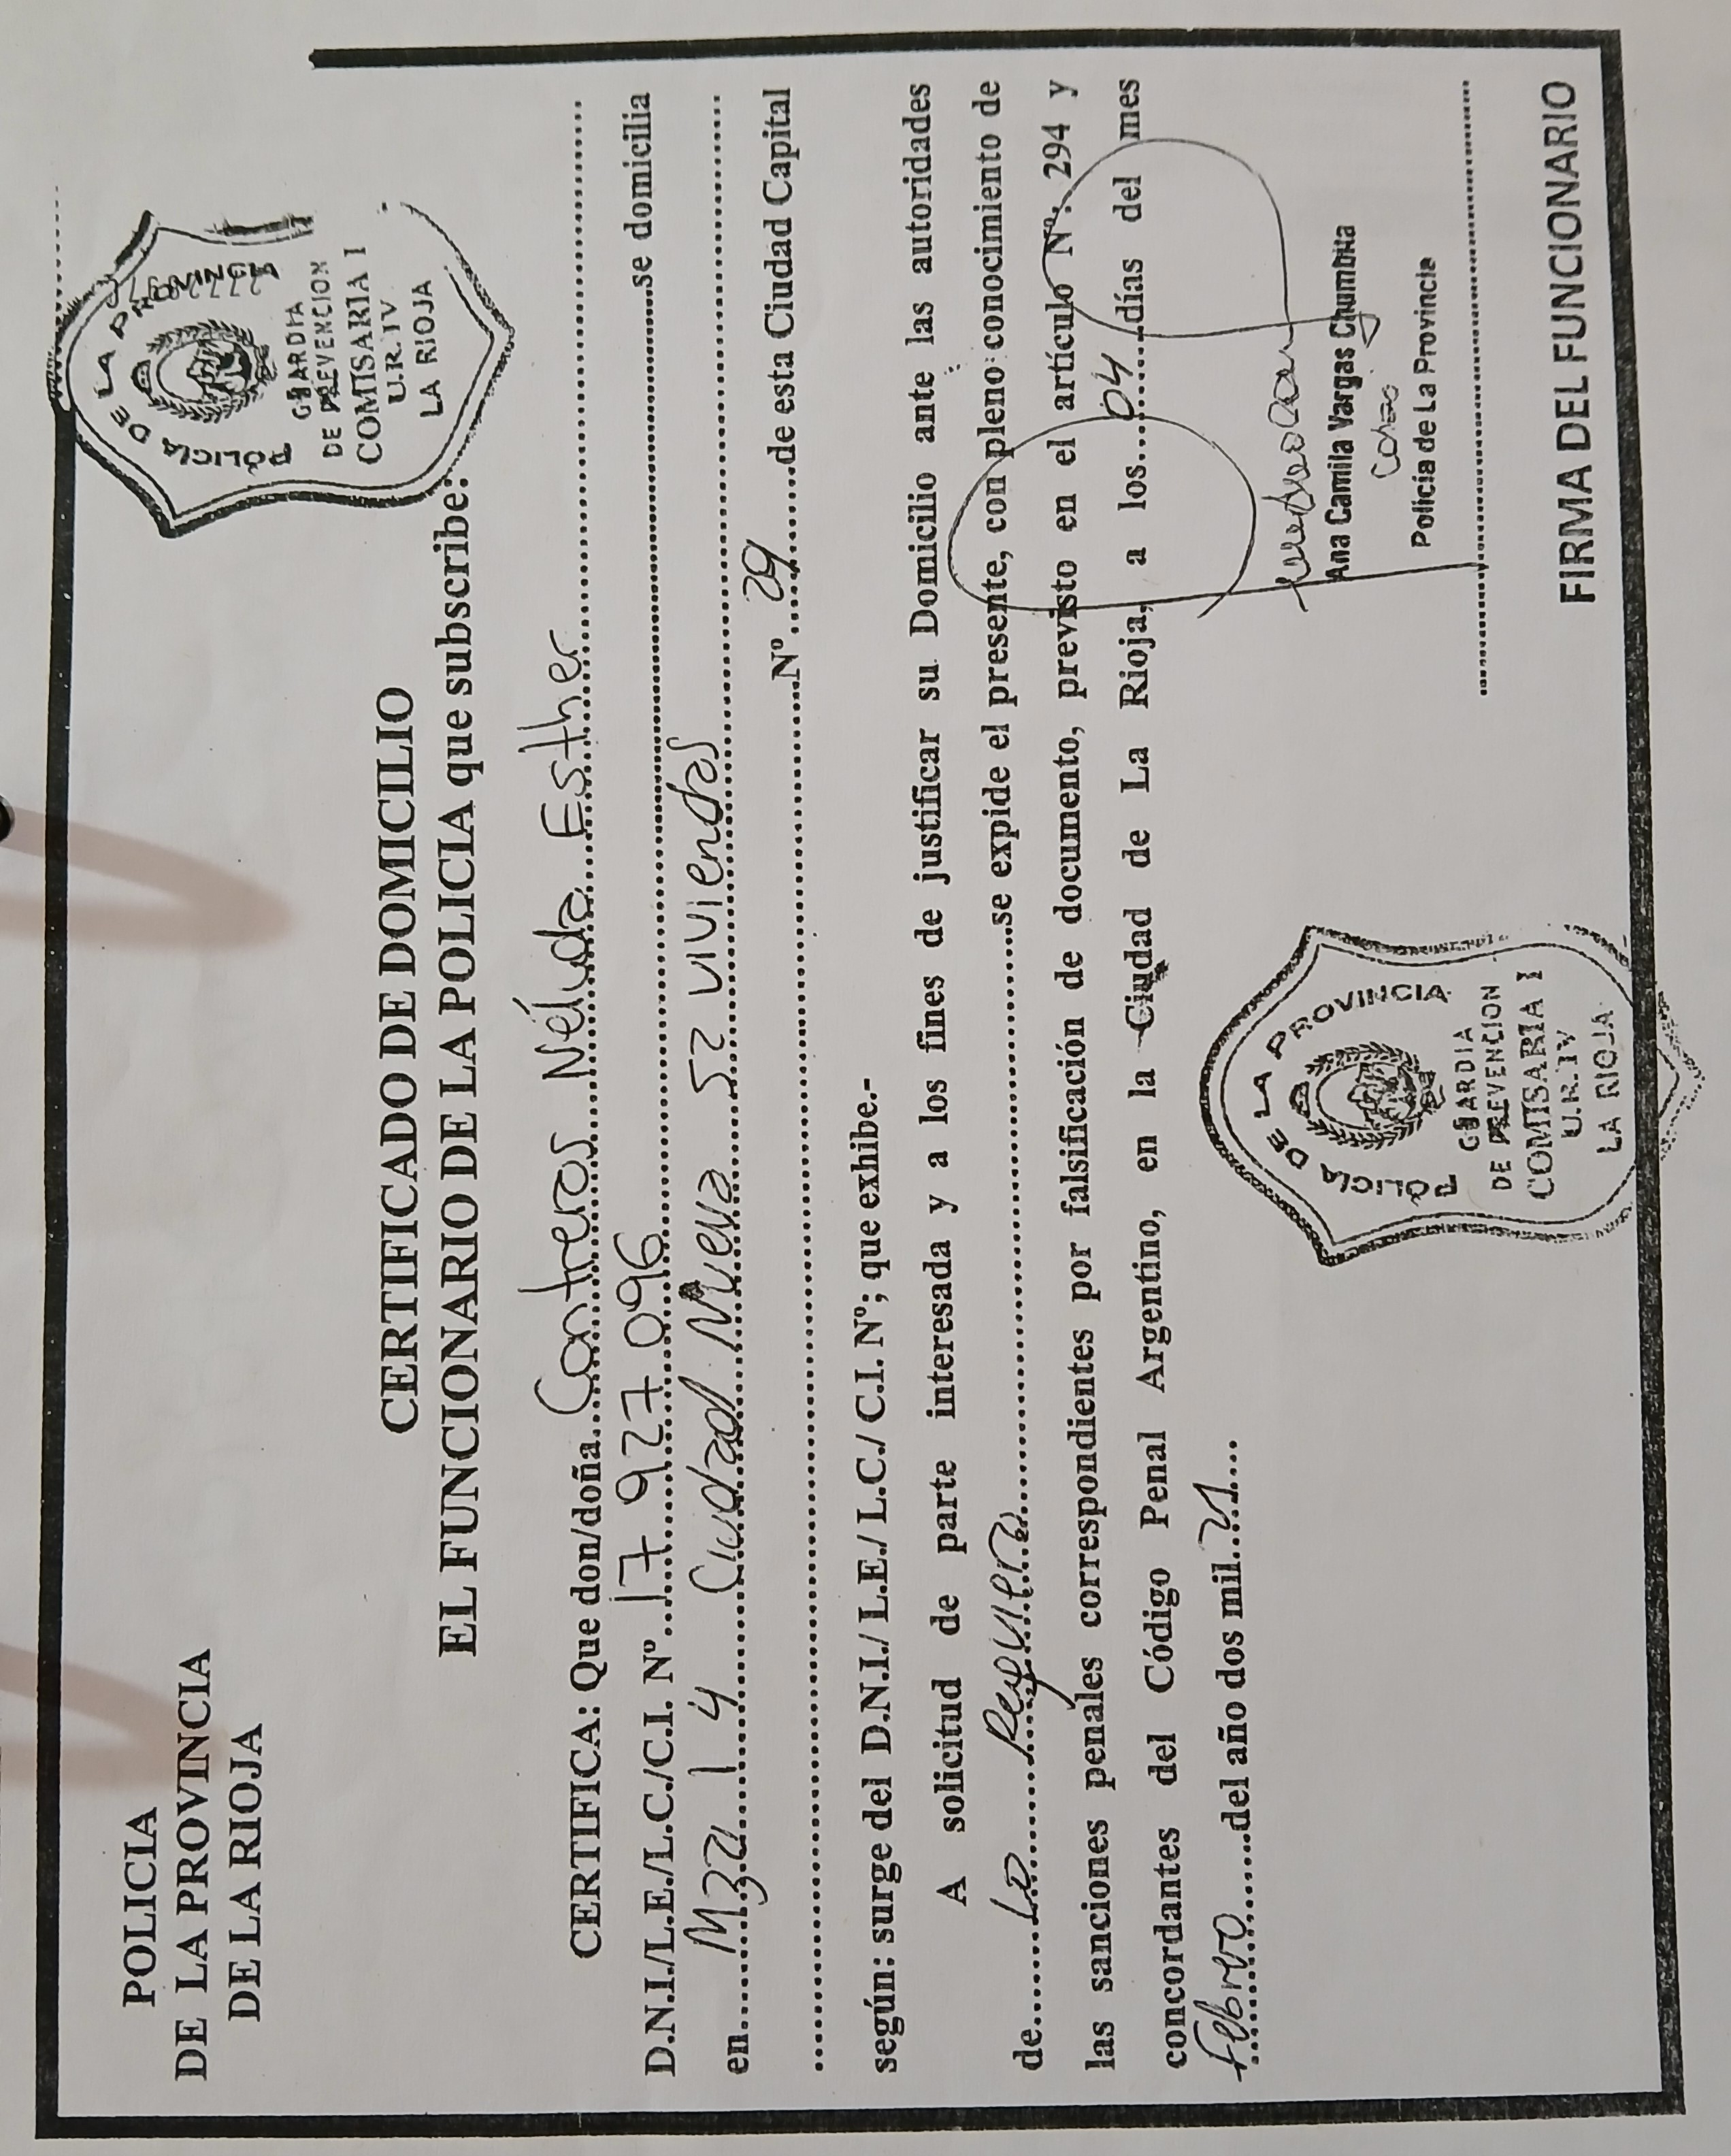 POLICIA
DE LA PROVINCIA
DE LA RIOJA
POLICIA DE LA PROVINCIA
GUARDIA
DE PREVENCION
COMISARIA I
U.R.IV
LA RIOJA
CERTIFICADO DE DOMICILIO
EL FUNCIONARIO DE LA POLICIA que subscribe:
CERTIFICA: Que don/doña. Contreras Nélida Esther
D.N.I./L.E./L.C./C.I. Nº. 17 927 096 se domicilia
en Mza 14 Ciudad Nueva 52 viviendas
Nº 29 de esta Ciudad Capital
según: surge del D.N.I./ L.E./ L.C./ C.I. Nº; que exhibe.-
A solicitud de parte interesada y a los fines de justificar su Domicilio ante las autoridades
de se expide el presente, con pleno conocimiento de
las sanciones penales correspondientes por falsificación de documento, previsto en el artículo Nº: 294 y
concordantes del Código Penal Argentino, en la Ciudad de La Rioja, a los 04 días del mes
Febrero del año dos mil 21
Ana Camila Vargas Chumbita
Cabo
Policia de La Provincia
FIRMA DEL FUNCIONARIO
POLICIA DE LA PROVINCIA
GUARDIA
DE PREVENCION
COMISARIA I
U.R.IV
LA RIOJA